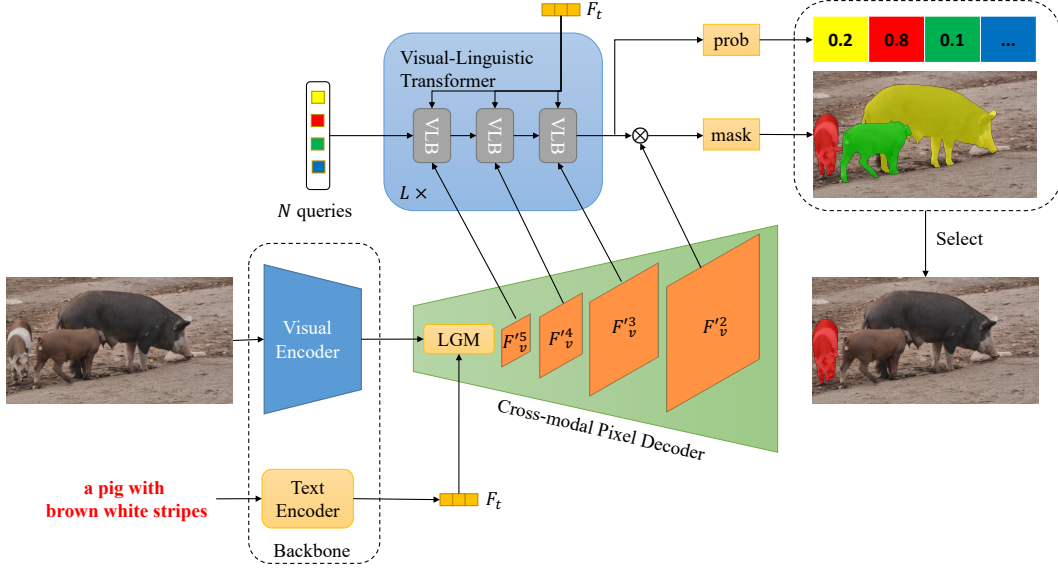 F_t
Visual-Linguistic
Transformer
VLB
VLB
VLB
L ×
N queries
prob
mask
0.2
0.8
0.1
...
Select
Visual
Encoder
LGM
F'^5_v
F'^4_v
F'^3_v
F'^2_v
Cross-modal Pixel Decoder
a pig with
brown white stripes
Text
Encoder
F_t
Backbone